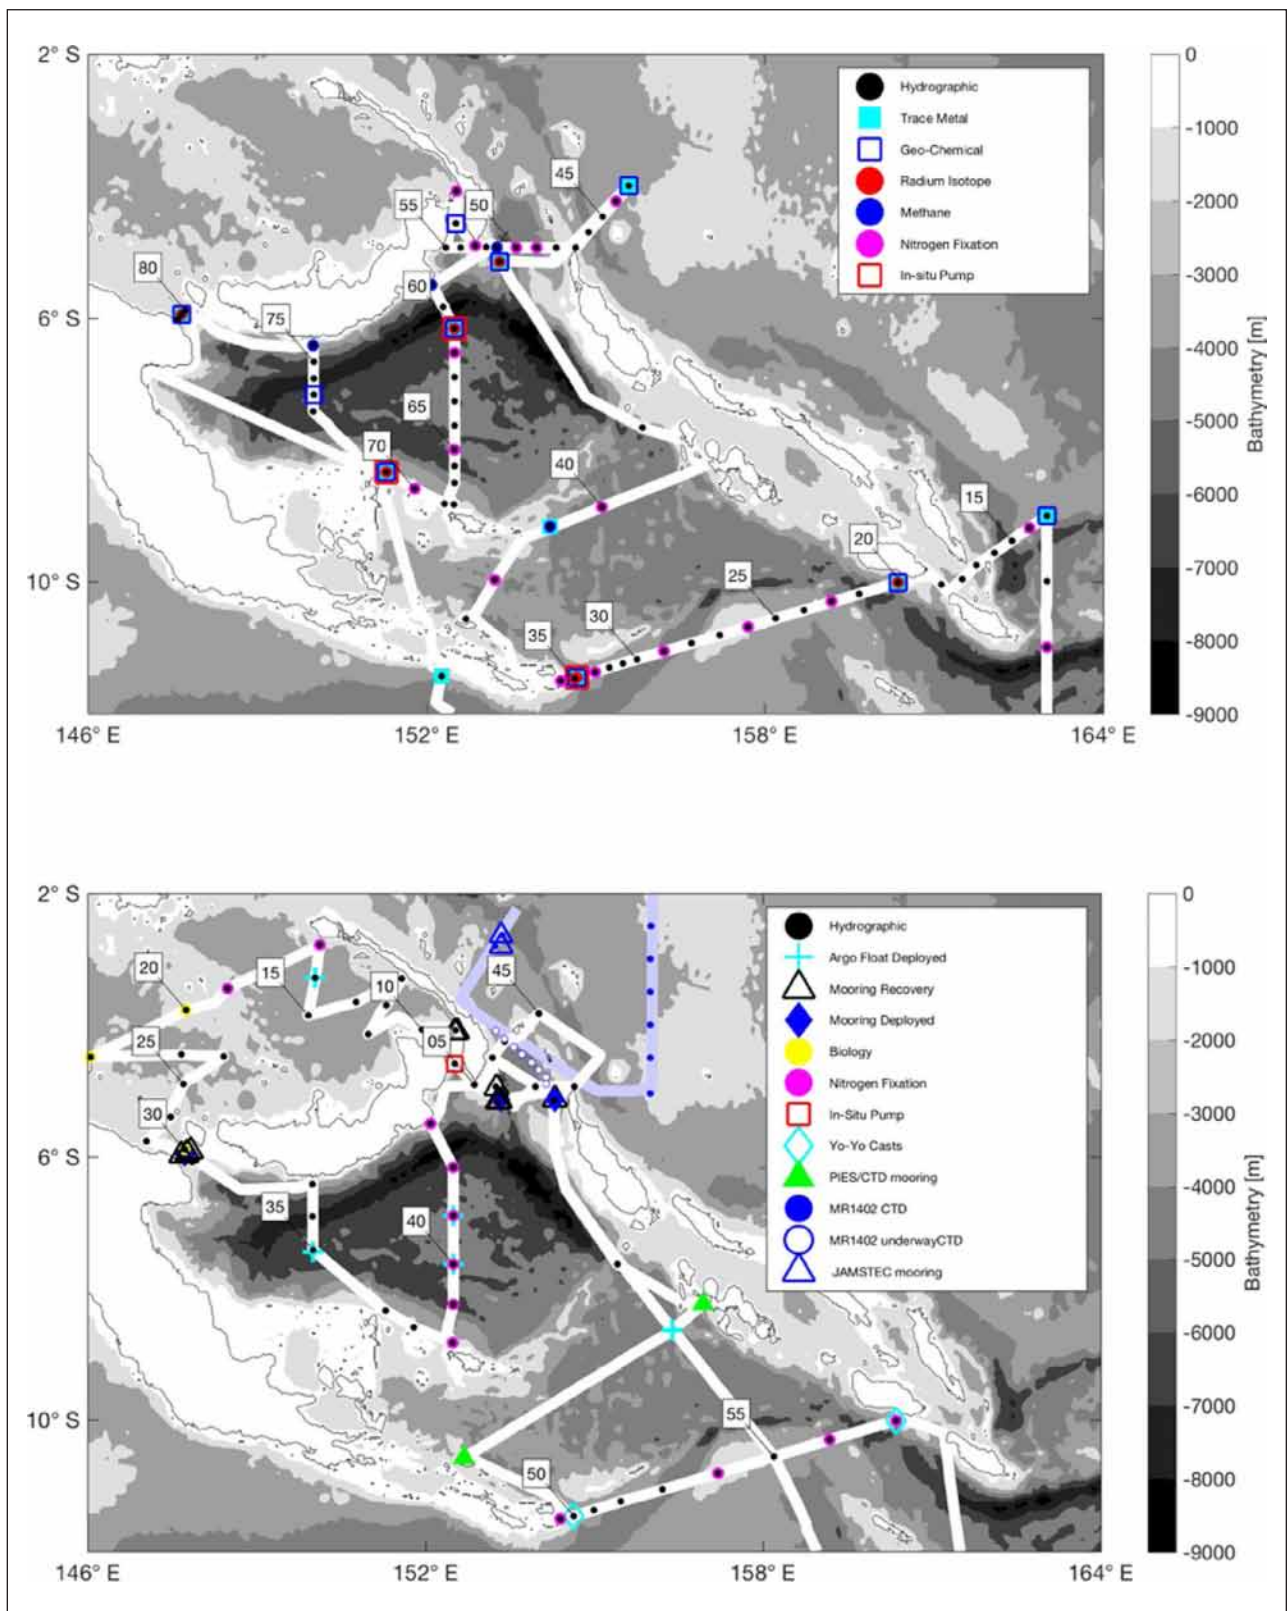 2° S
6° S
10° S
146° E
152° E
158° E
164° E
80
75
70
65
60
55
50
45
40
35
30
25
20
15
Hydrographic
Trace Metal
Geo-Chemical
Radium Isotope
Methane
Nitrogen Fixation
In-situ Pump
0
-1000
-2000
-3000
-4000
-5000
-6000
-7000
-8000
-9000
Bathymetry [m]
2° S
6° S
10° S
146° E
152° E
158° E
164° E
20
15
10
05
45
25
30
35
40
50
55
Hydrographic
Argo Float Deployed
Mooring Recovery
Mooring Deployed
Biology
Nitrogen Fixation
In-Situ Pump
Yo-Yo Casts
PIES/CTD mooring
MR1402 CTD
MR1402 underwayCTD
JAMSTEC mooring
0
-1000
-2000
-3000
-4000
-5000
-6000
-7000
-8000
-9000
Bathymetry [m]